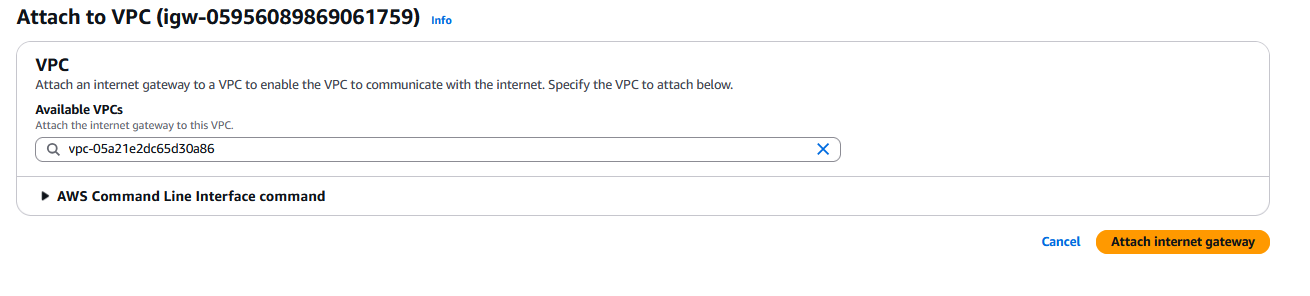 Attach to VPC (igw-05956089869061759) Info
VPC
Attach an internet gateway to a VPC to enable the VPC to communicate with the internet. Specify the VPC to attach below.
Available VPCs
Attach the internet gateway to this VPC.
vpc-05a21e2dc65d30a86
AWS Command Line Interface command
Cancel
Attach internet gateway